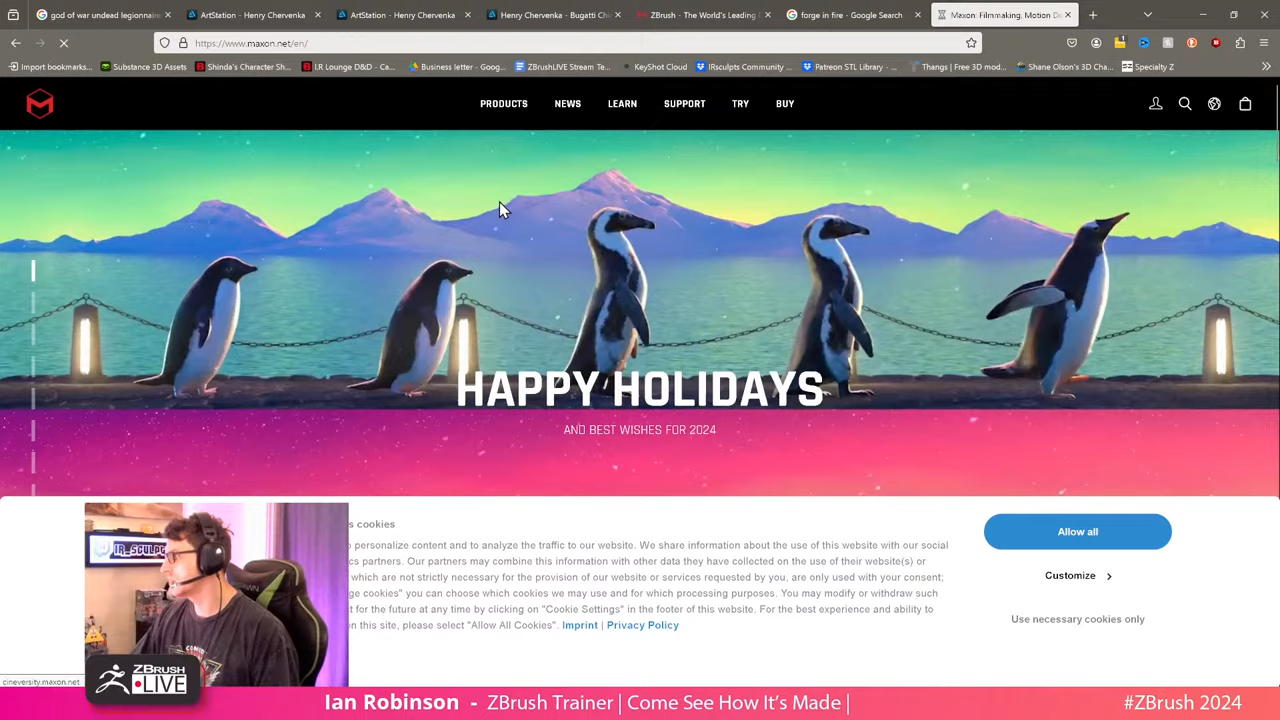 god of war undead legionnaire
ArtStation - Henry Chervenka
ArtStation - Henry Chervenka
Henry Chervenka - Bugatti Chi
ZBrush - The World's Leading
forge in fire - Google Search
Maxon: Filmmaking, Motion De
https://www.maxon.net/en/
Import bookmarks...
Substance 3D Assets
Shinda's Character Sh...
I.R Lounge D&D - Ca...
Business letter - Goog...
ZBrushLIVE Stream Te...
KeyShot Cloud
IRsculpts Community ...
Patreon STL Library - ...
Thangs | Free 3D mod...
Shane Olson's 3D Cha...
Specialty Z
PRODUCTS NEWS LEARN SUPPORT TRY BUY
HAPPY HOLIDAYS
AND BEST WISHES FOR 2024
s cookies
personalize content and to analyze the traffic to our website. We share information about the use of this website with our social
cs partners. Our partners may combine this information with other data they have collected on the use of their website(s) or
which are not strictly necessary for the provision of our website or services requested by you, are only used with your consent;
ge cookies" you can choose which cookies we may use and for which processing purposes. You may modify or withdraw such
t for the future at any time by clicking on "Cookie Settings" in the footer of this website. For the best experience and ability to
on this site, please select "Allow All Cookies". Imprint | Privacy Policy
Allow all
Customize
Use necessary cookies only
IR_SCULPT
cineversity.maxon.net
ZBRUSH
LIVE
Ian Robinson - ZBrush Trainer | Come See How It's Made |
#ZBrush 2024